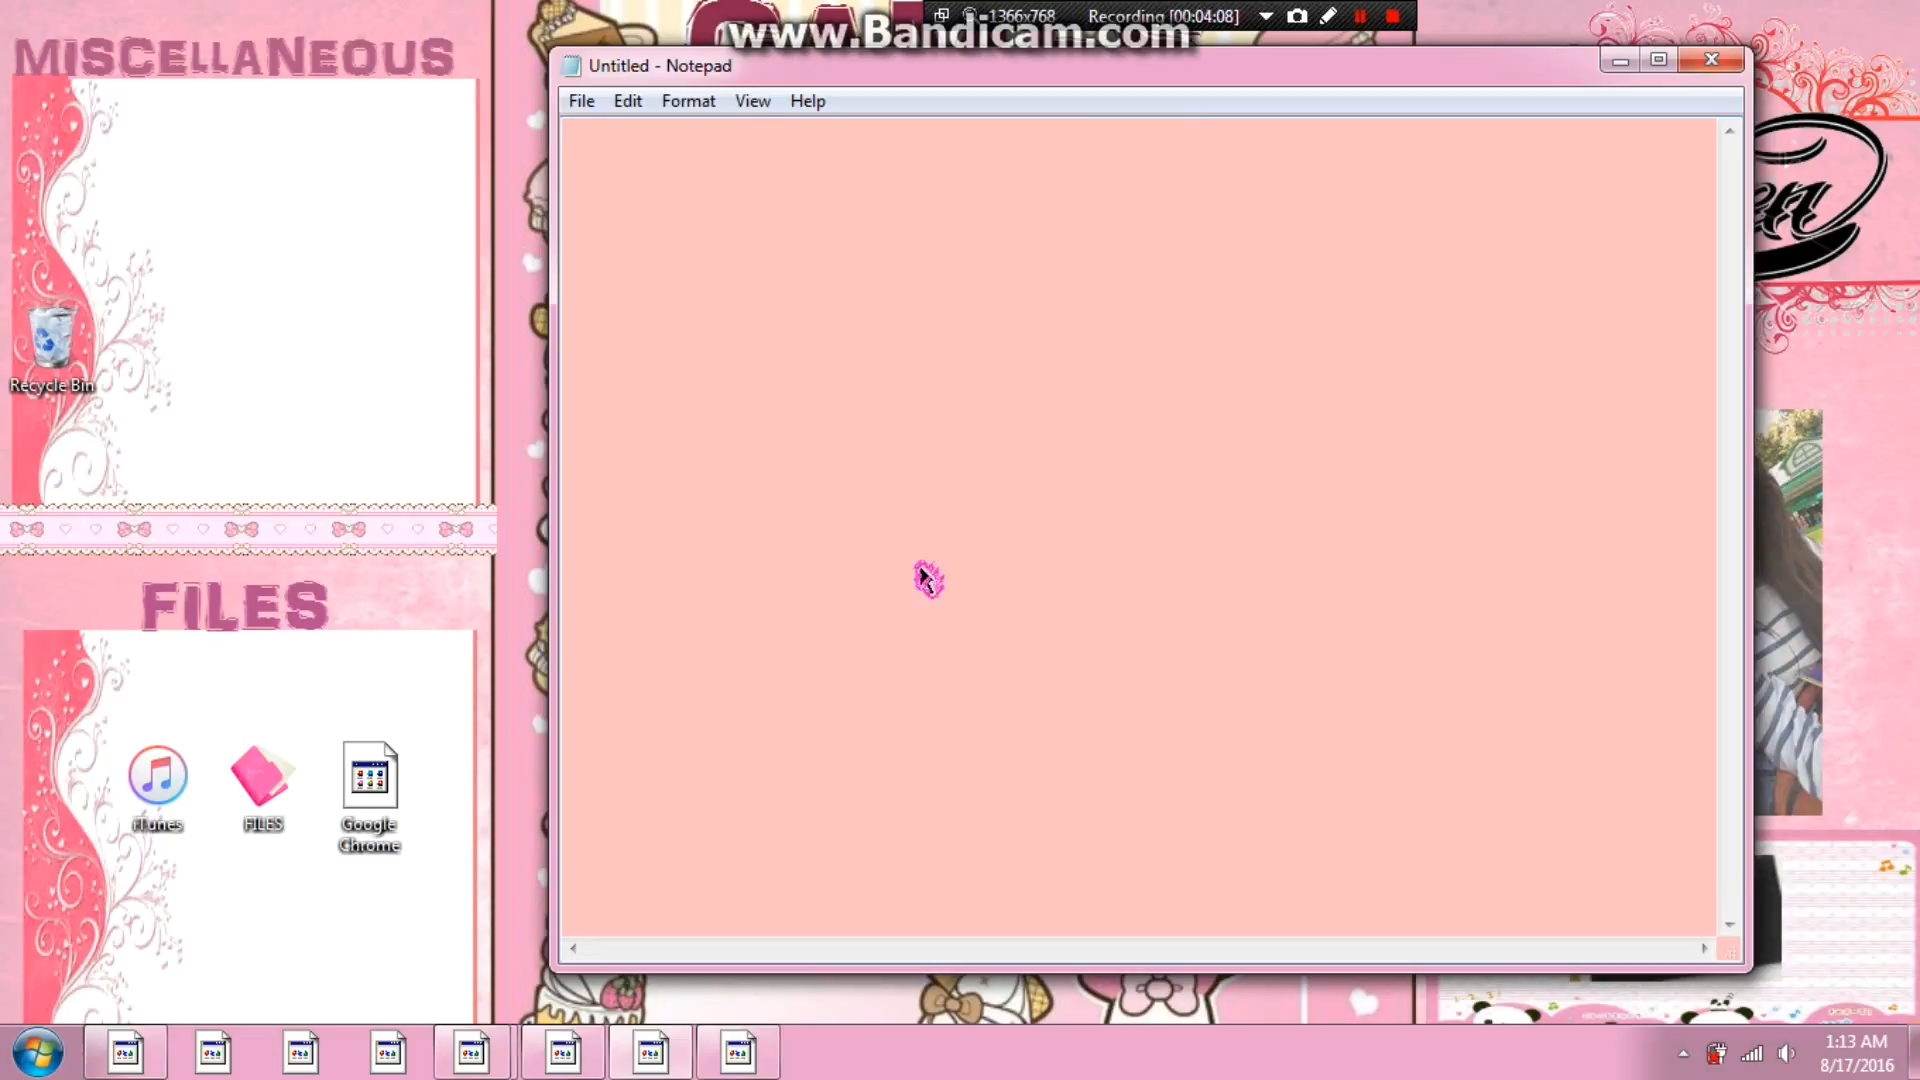 1366x768 Recording [00:04:08]
www.Bandicam.com
MISCELLANEOUS
Untitled - Notepad
File Edit Format View Help
Recycle Bin
FILES
iTunes FILES Google Chrome
1:13 AM
8/17/2016